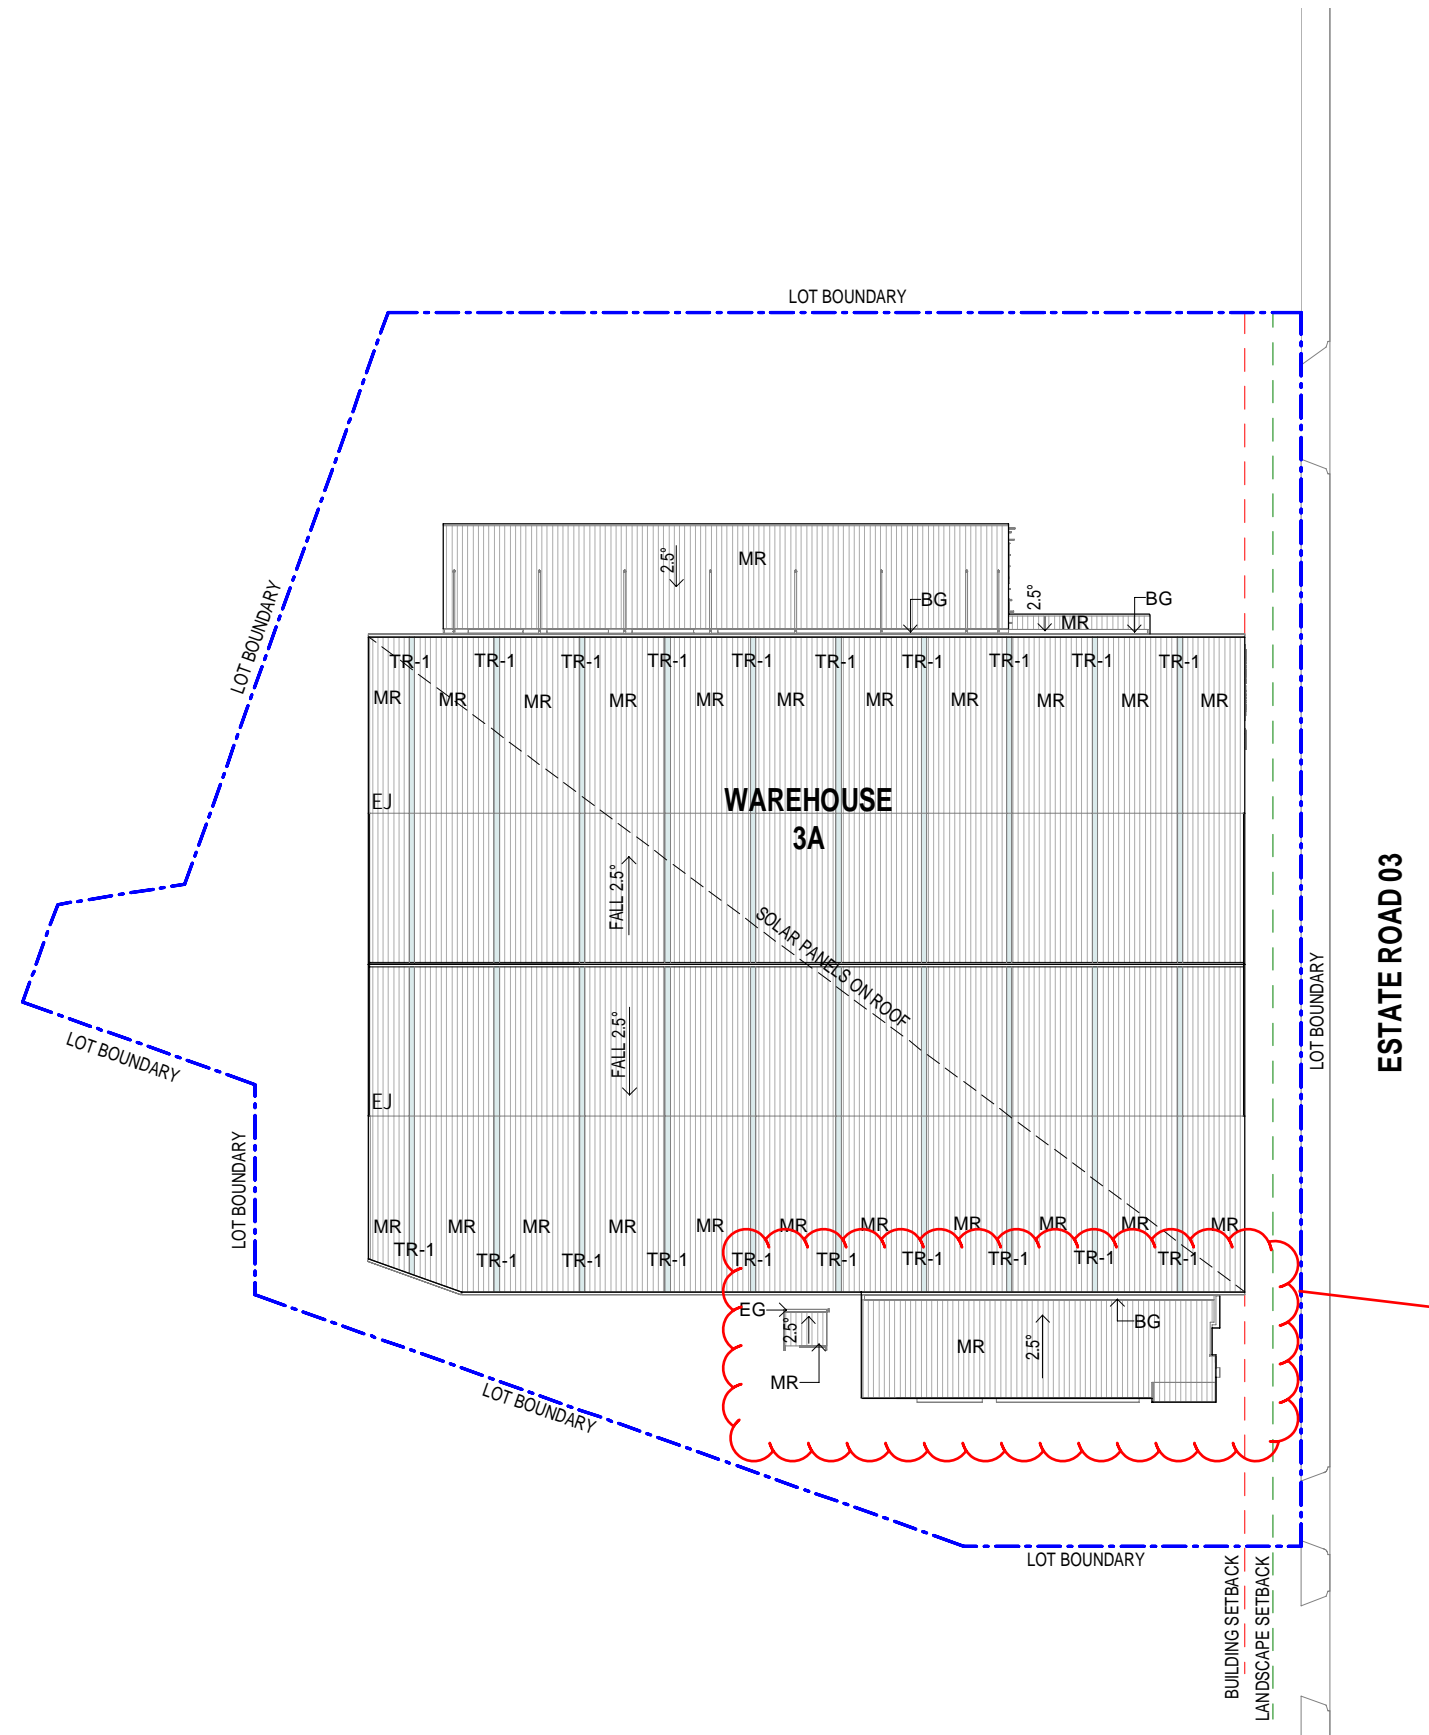 LOT BOUNDARY
LOT BOUNDARY
2.5°
MR
BG
2.5°
MR
BG
TR-1 TR-1 TR-1 TR-1 TR-1 TR-1 TR-1 TR-1 TR-1 TR-1
MR MR MR MR MR MR MR MR MR MR MR
EJ
WAREHOUSE
3A
FALL 2.5°
SOLAR PANELS ON ROOF
ESTATE ROAD 03
LOT BOUNDARY
FALL 2.5°
LOT BOUNDARY
EJ
LOT BOUNDARY
MR MR MR MR MR MR MR MR MR MR MR
TR-1 TR-1 TR-1 TR-1 TR-1 TR-1 TR-1 TR-1 TR-1 TR-1
EG
2.5°
MR
MR
2.5°
BG
LOT BOUNDARY
LOT BOUNDARY
BUILDING SETBACK
LANDSCAPE SETBACK